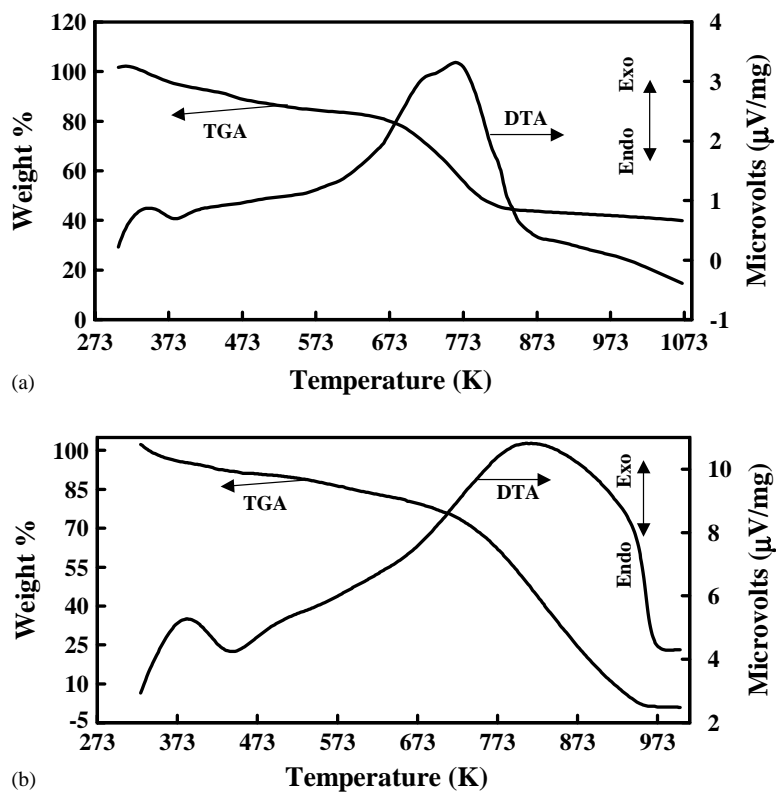 120
100
80
60
40
20
0
Weight %
TGA
DTA
Exo
Endo
4
3
2
1
0
-1
Microvolts (μV/mg)
273 373 473 573 673 773 873 973 1073
(a)
Temperature (K)
100
85
70
55
40
25
10
-5
Weight %
TGA
DTA
Exo
Endo
10
8
6
4
2
Microvolts (μV/mg)
273 373 473 573 673 773 873 973
(b)
Temperature (K)